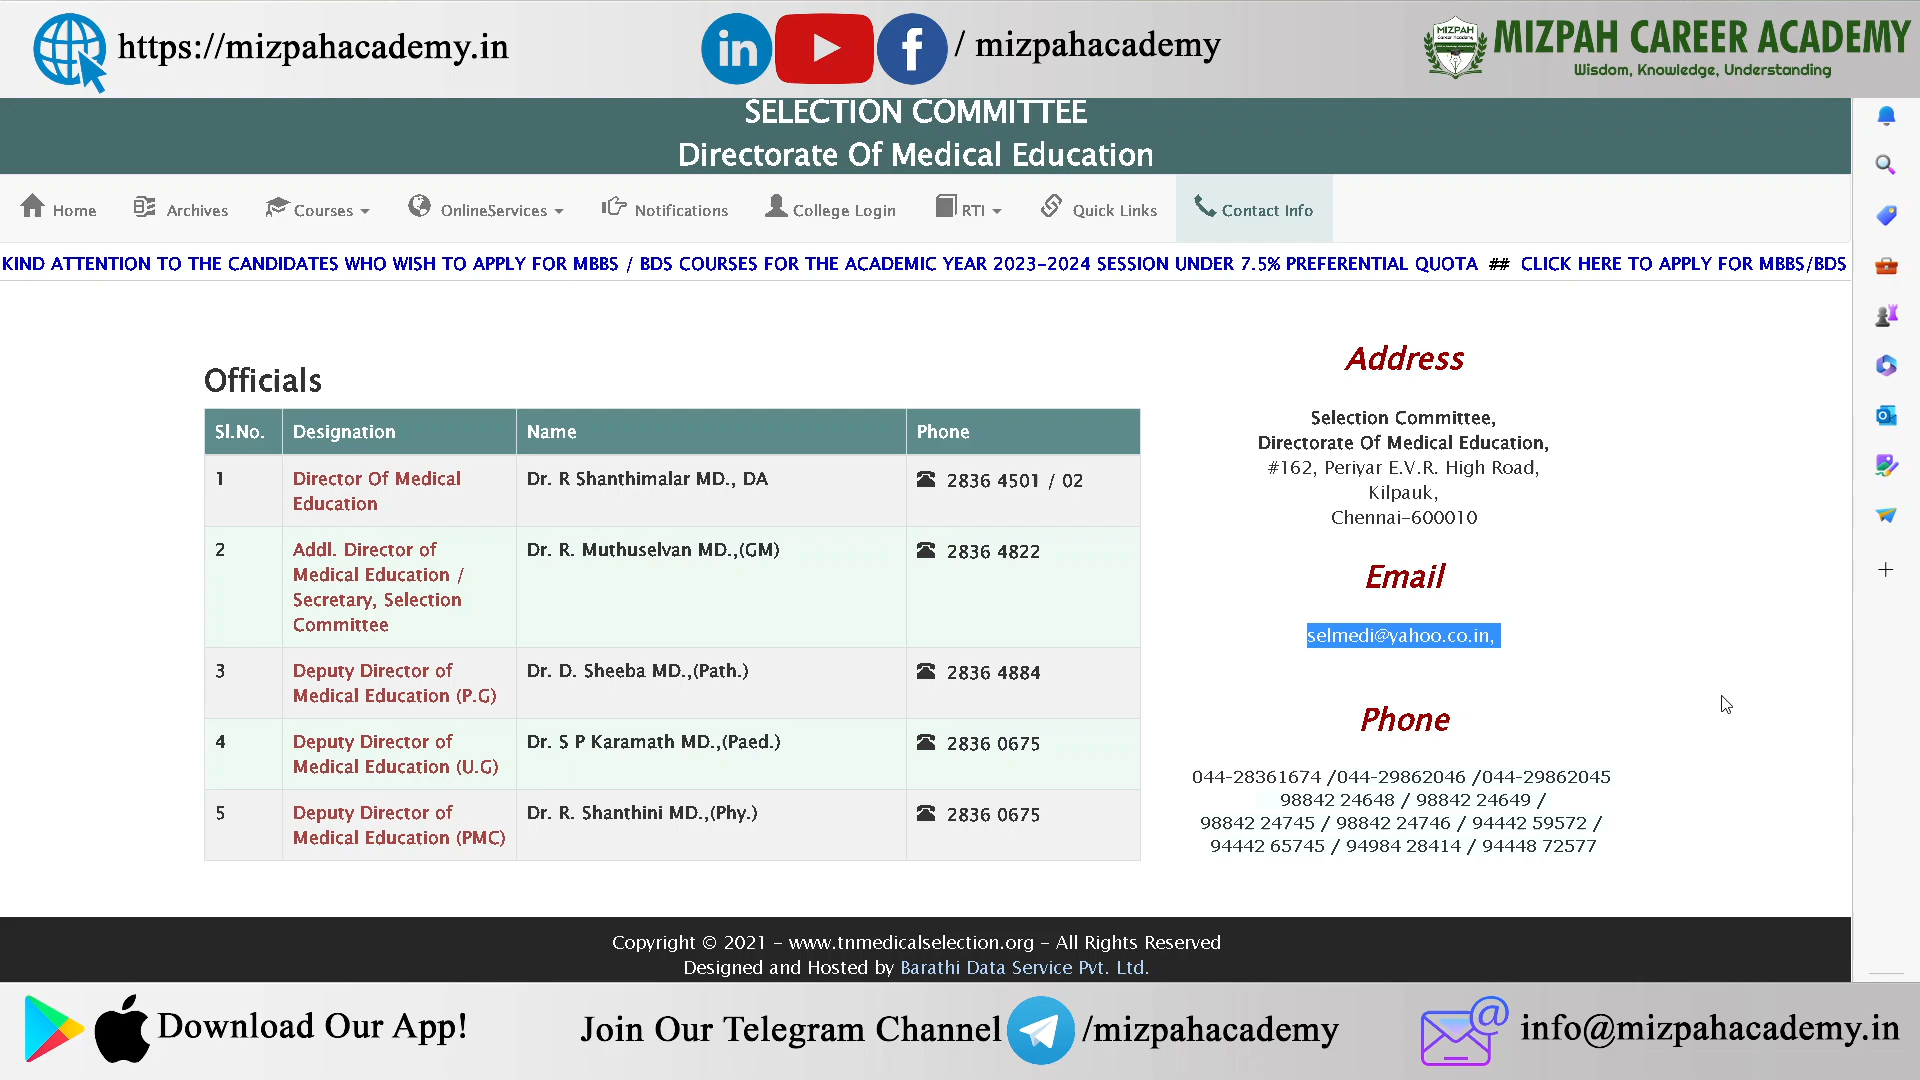 https://mizpahacademy.in
/ mizpahacademy
MIZPAH
Career Academy
MIZPAH CAREER ACADEMY
Wisdom, Knowledge, Understanding
SELECTION COMMITTEE
Directorate Of Medical Education
Home Archives Courses OnlineServices Notifications College Login RTI Quick Links Contact Info
KIND ATTENTION TO THE CANDIDATES WHO WISH TO APPLY FOR MBBS / BDS COURSES FOR THE ACADEMIC YEAR 2023-2024 SESSION UNDER 7.5% PREFERENTIAL QUOTA ## CLICK HERE TO APPLY FOR MBBS/BDS
Officials
Sl.No. Designation Name Phone
1 Director Of Medical Education Dr. R Shanthimalar MD., DA 2836 4501 / 02
2 Addl. Director of Medical Education / Secretary, Selection Committee Dr. R. Muthuselvan MD.,(GM) 2836 4822
3 Deputy Director of Medical Education (P.G) Dr. D. Sheeba MD.,(Path.) 2836 4884
4 Deputy Director of Medical Education (U.G) Dr. S P Karamath MD.,(Paed.) 2836 0675
5 Deputy Director of Medical Education (PMC) Dr. R. Shanthini MD.,(Phy.) 2836 0675
Address
Selection Committee,
Directorate Of Medical Education,
#162, Periyar E.V.R. High Road,
Kilpauk,
Chennai-600010
Email
selmedi@yahoo.co.in,
Phone
044-28361674 /044-29862046 /044-29862045
98842 24648 / 98842 24649 /
98842 24745 / 98842 24746 / 94442 59572 /
94442 65745 / 94984 28414 / 94448 72577
Copyright © 2021 - www.tnmedicalselection.org - All Rights Reserved
Designed and Hosted by Barathi Data Service Pvt. Ltd.
Download Our App!
Join Our Telegram Channel /mizpahacademy
info@mizpahacademy.in